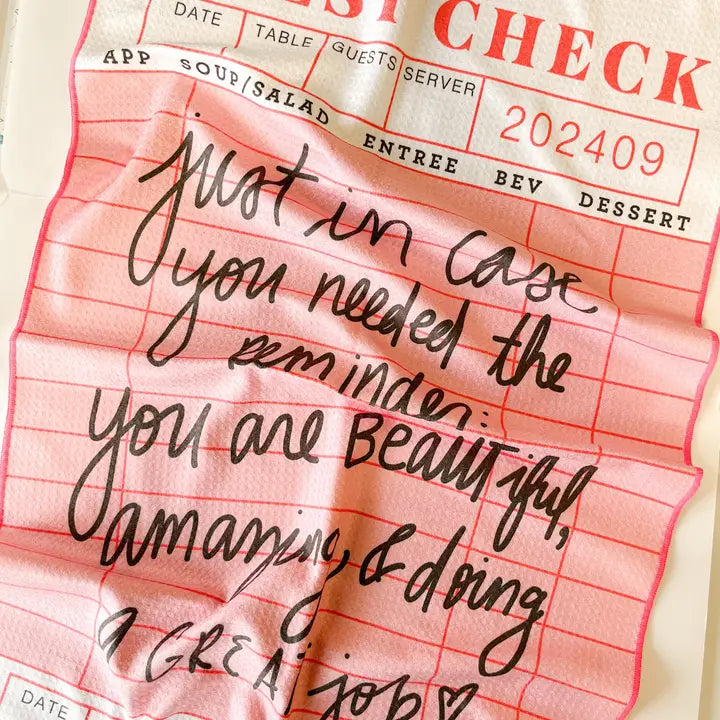 CHECK
DATE TABLE GUESTS SERVER
202409
APP SOUP/SALAD ENTREE BEV DESSERT
just in case
you needed the
reminder:
you are BEAUTiful,
amazing, & doing
a GREAT job ♡
DATE